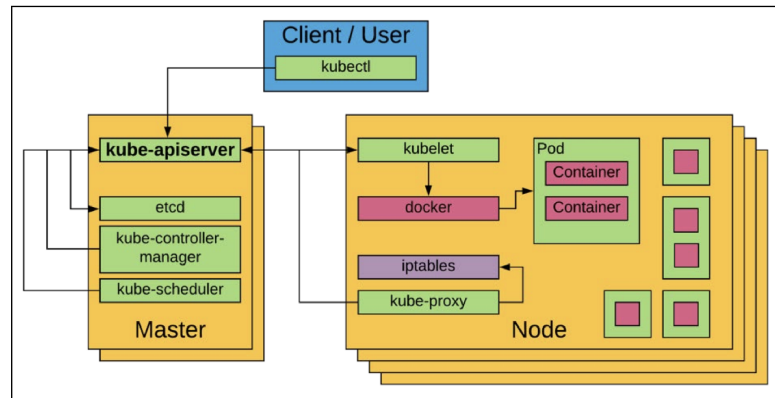 Client / User
kubectl
kube-apiserver
etcd
kube-controller-
manager
kube-scheduler
Master
kubelet
docker
iptables
kube-proxy
Pod
Container
Container
Node